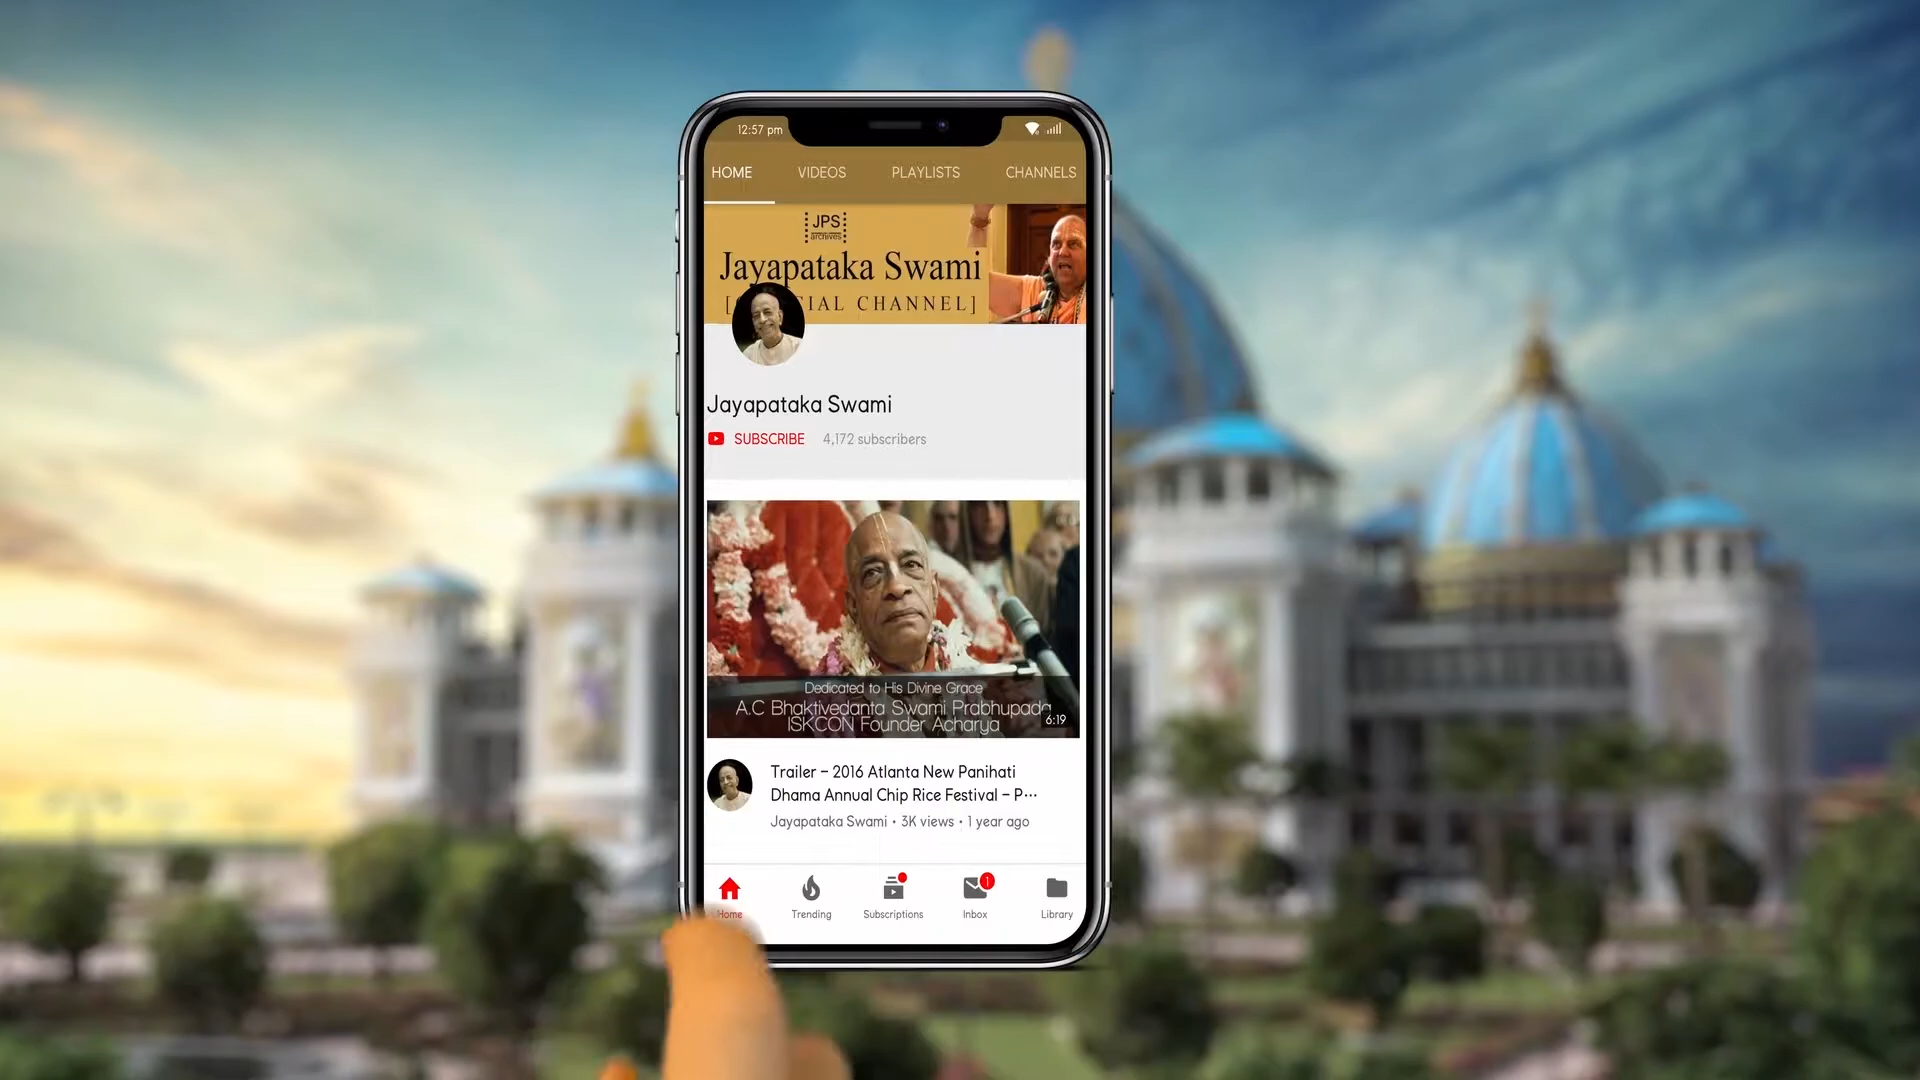 12:57 pm
HOME VIDEOS PLAYLISTS CHANNELS
JPS
archives
Jayapataka Swami
IAL CHANNEL]
Jayapataka Swami
SUBSCRIBE 4,172 subscribers
Dedicated to His Divine Grace
A.C Bhaktivedanta Swami Prabhupada
ISKCON Founder Acharya
6:19
Trailer – 2016 Atlanta New Panihati
Dhama Annual Chip Rice Festival – P···
Jayapataka Swami • 3K views • 1 year ago
1
Home Trending Subscriptions Inbox Library